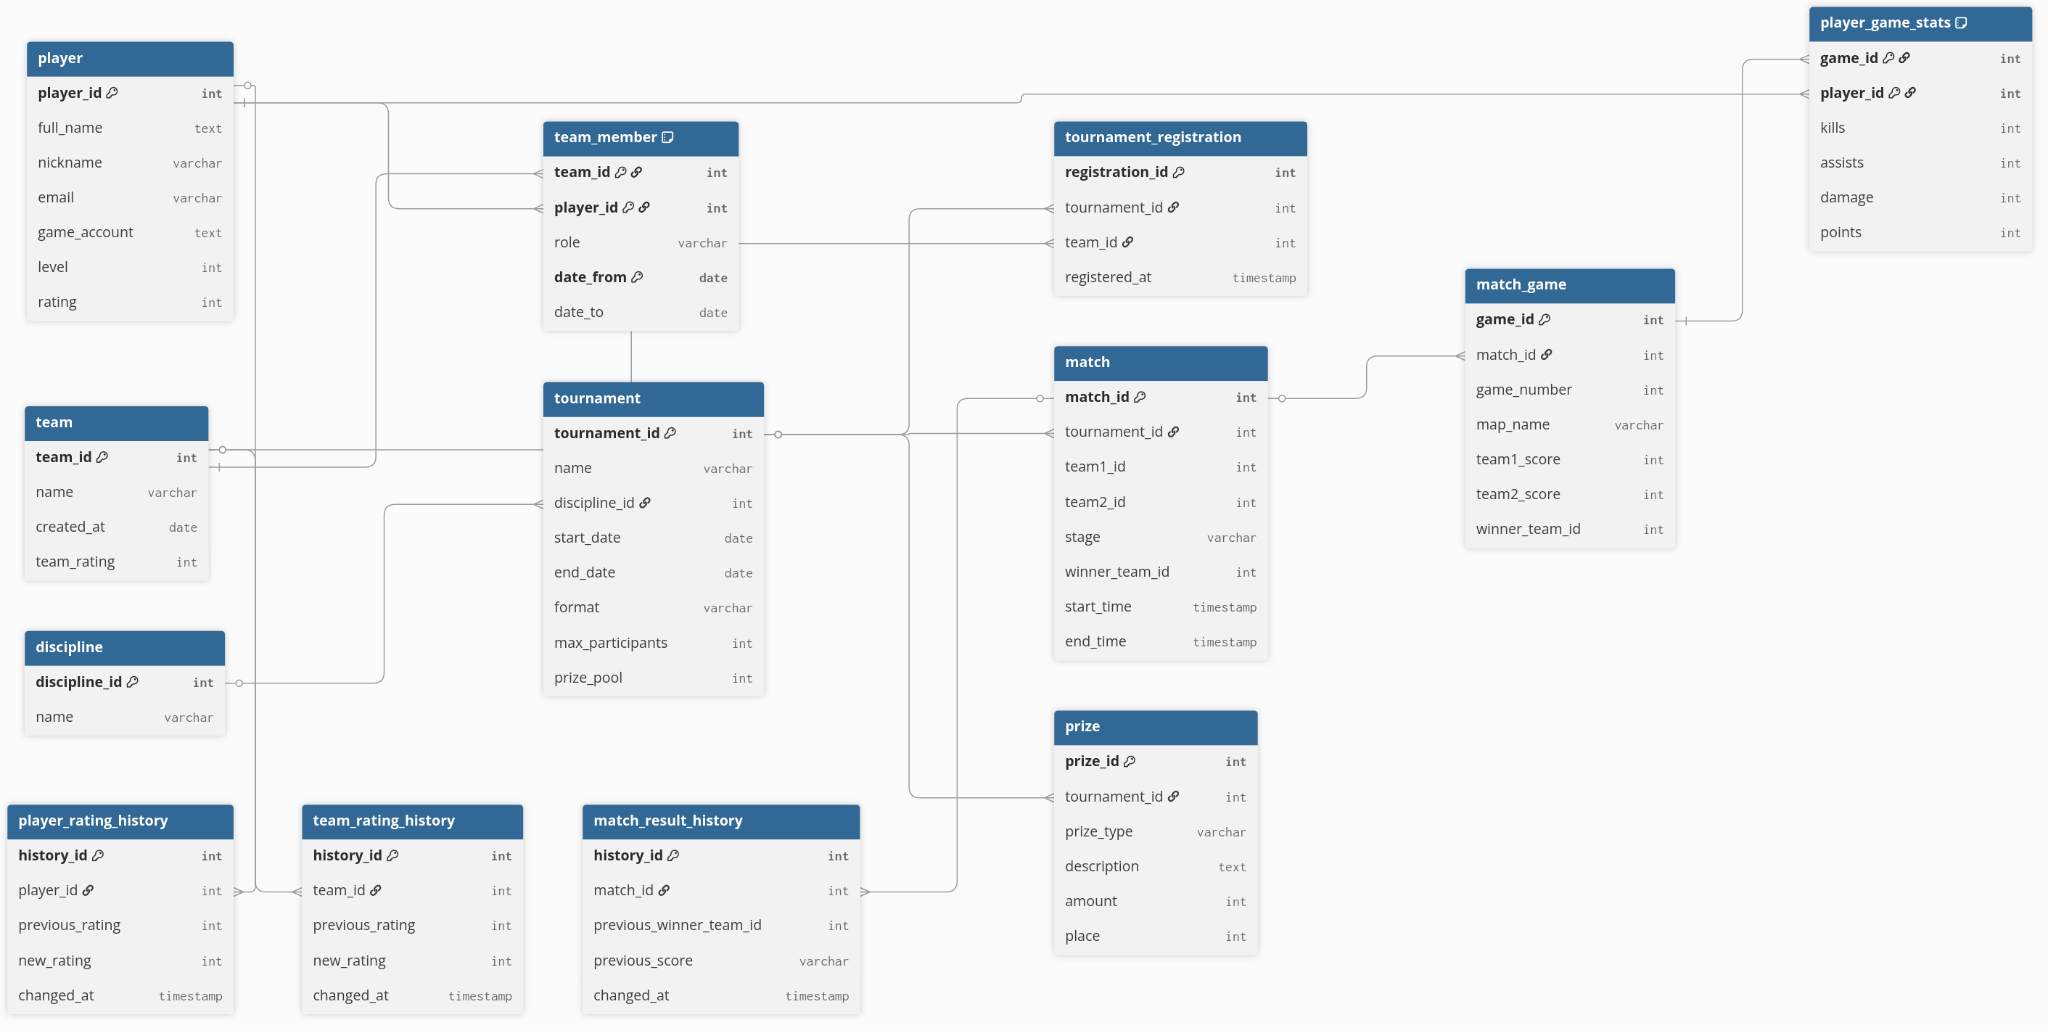 player
player_id int
full_name text
nickname varchar
email varchar
game_account text
level int
rating int
team
team_id int
name varchar
created_at date
team_rating int
discipline
discipline_id int
name varchar
player_rating_history
history_id int
player_id int
previous_rating int
new_rating int
changed_at timestamp
team_rating_history
history_id int
team_id int
previous_rating int
new_rating int
changed_at timestamp
team_member
team_id int
player_id int
role varchar
date_from date
date_to date
tournament
tournament_id int
name varchar
discipline_id int
start_date date
end_date date
format varchar
max_participants int
prize_pool int
match_result_history
history_id int
match_id int
previous_winner_team_id int
previous_score varchar
changed_at timestamp
tournament_registration
registration_id int
tournament_id int
team_id int
registered_at timestamp
match
match_id int
tournament_id int
team1_id int
team2_id int
stage varchar
winner_team_id int
start_time timestamp
end_time timestamp
prize
prize_id int
tournament_id int
prize_type varchar
description text
amount int
place int
match_game
game_id int
match_id int
game_number int
map_name varchar
team1_score int
team2_score int
winner_team_id int
player_game_stats
game_id int
player_id int
kills int
assists int
damage int
points int